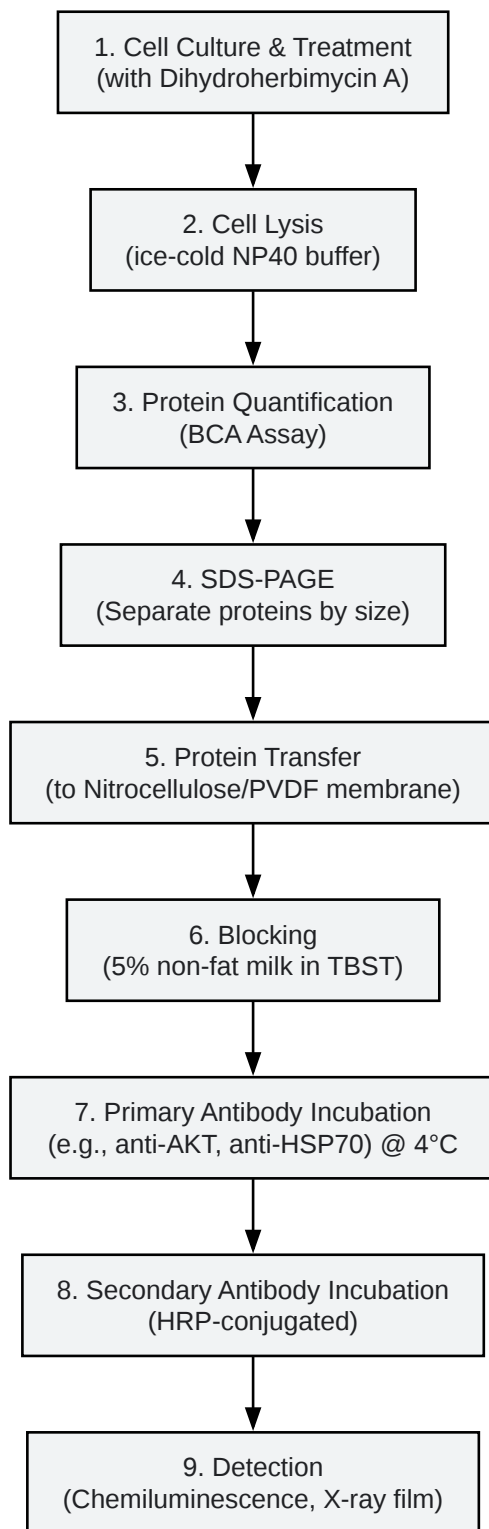 1. Cell Culture & Treatment
(with Dihydroherbimycin A)
2. Cell Lysis
(ice-cold NP40 buffer)
3. Protein Quantification
(BCA Assay)
4. SDS-PAGE
(Separate proteins by size)
5. Protein Transfer
(to Nitrocellulose/PVDF membrane)
6. Blocking
(5% non-fat milk in TBST)
7. Primary Antibody Incubation
(e.g., anti-AKT, anti-HSP70) @ 4°C
8. Secondary Antibody Incubation
(HRP-conjugated)
9. Detection
(Chemiluminescence, X-ray film)